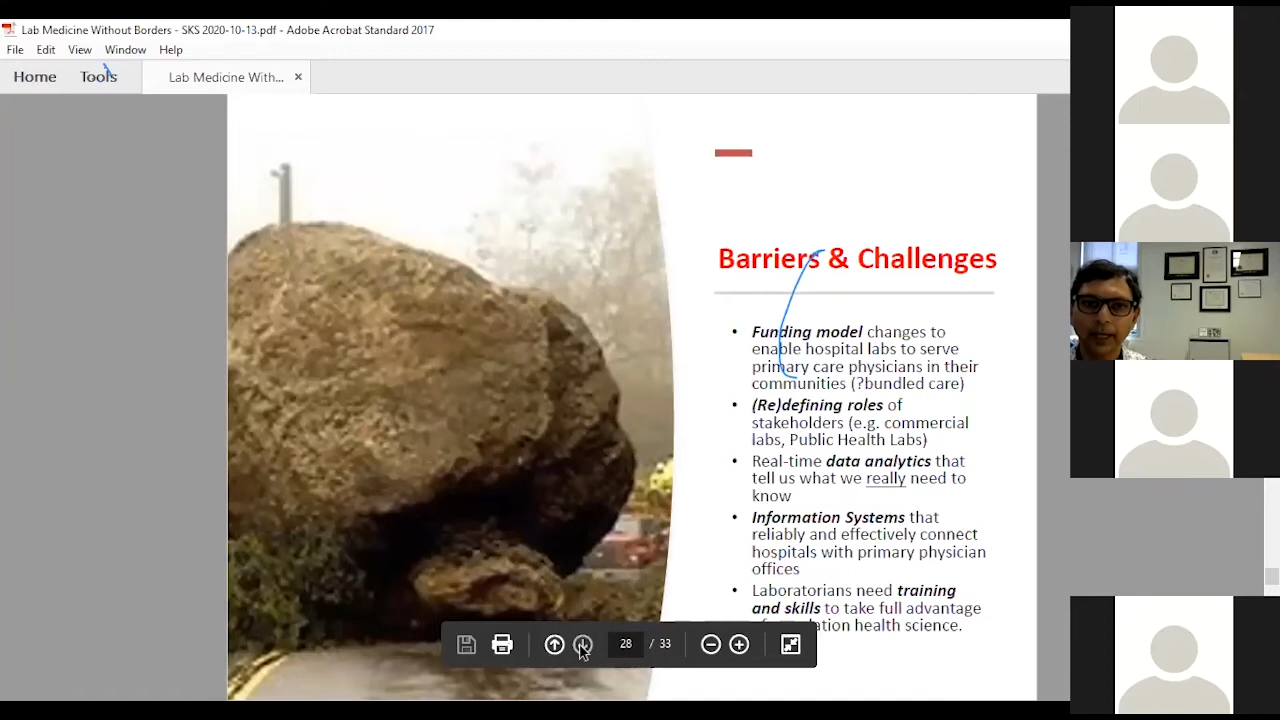 Lab Medicine Without Borders - SKS 2020-10-13.pdf - Adobe Acrobat Standard 2017
File Edit View Window Help
Home Tools Lab Medicine With... ×
Barriers & Challenges
• Funding model changes to
enable hospital labs to serve
primary care physicians in their
communities (?bundled care)
• (Re)defining roles of
stakeholders (e.g. commercial
labs, Public Health Labs)
• Real-time data analytics that
tell us what we really need to
know
• Information Systems that
reliably and effectively connect
hospitals with primary physician
offices
• Laboratorians need training
and skills to take full advantage
health science.
28 / 33